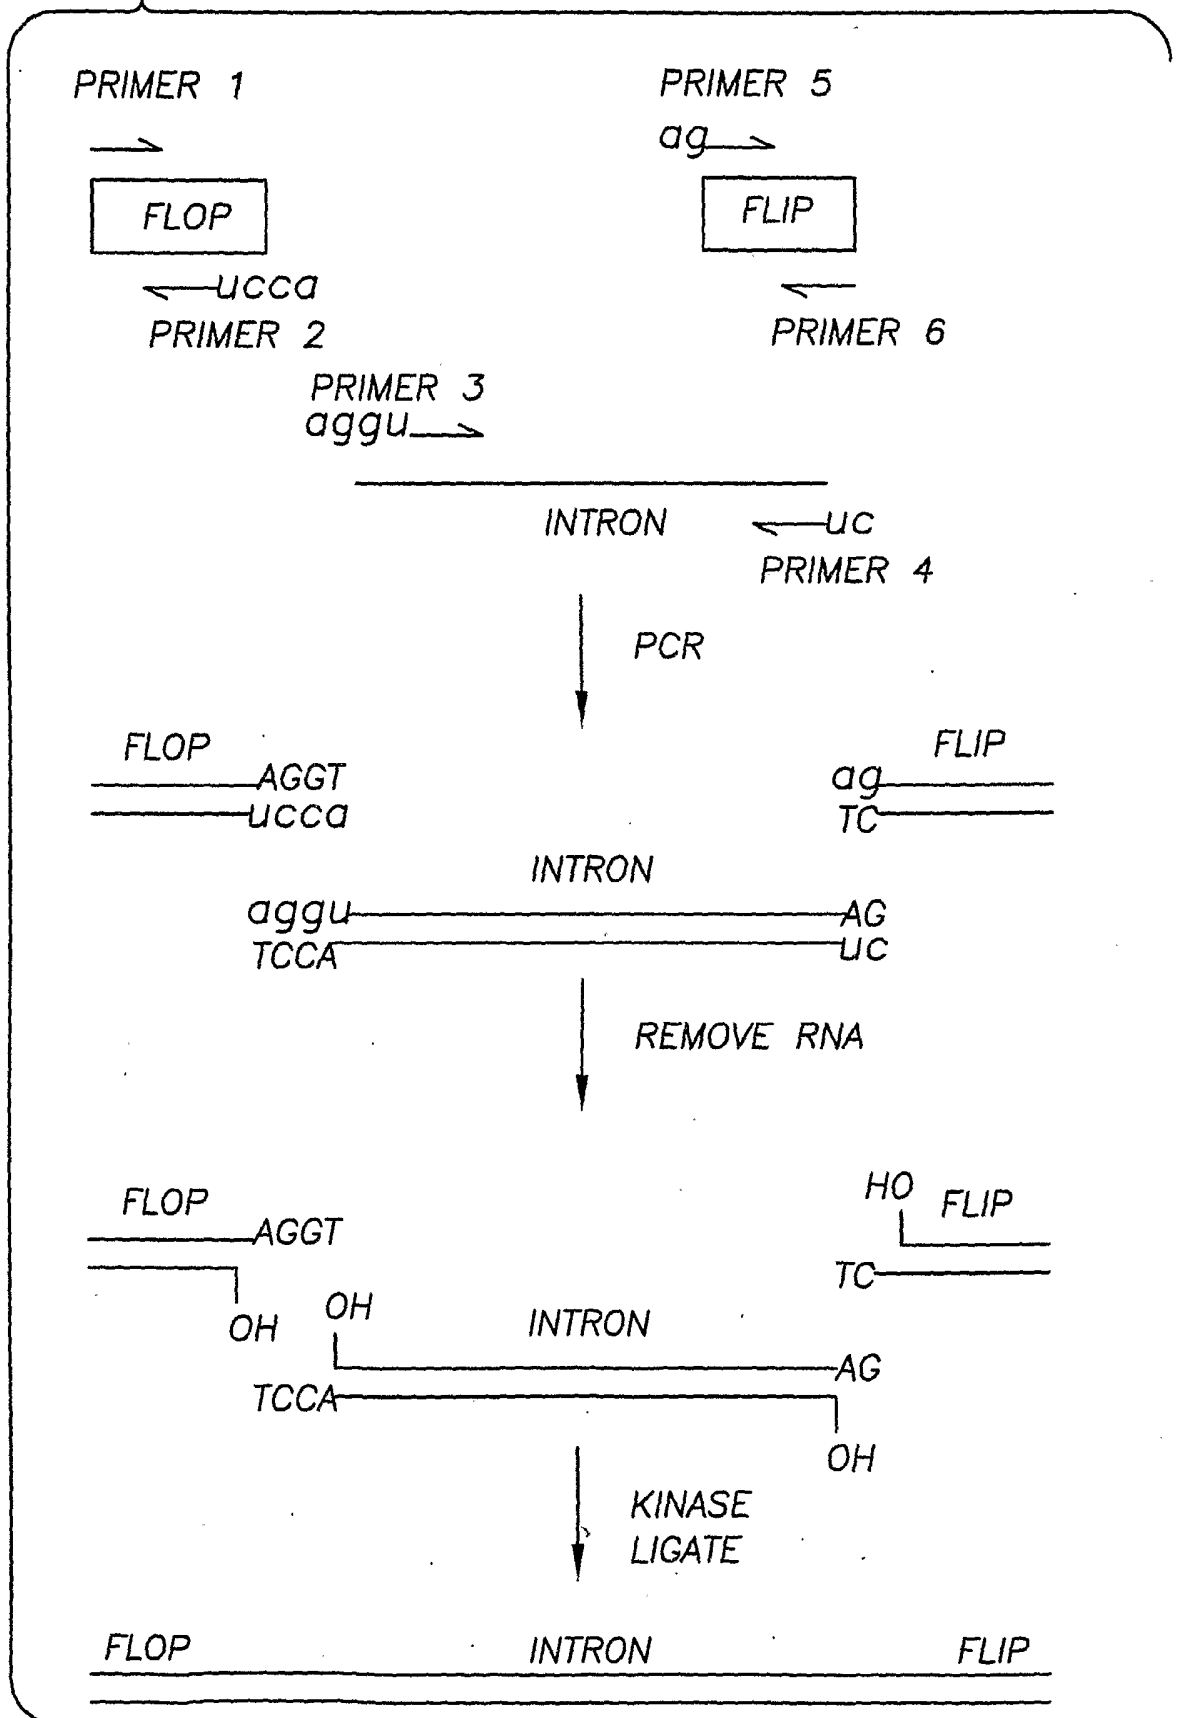 PRIMER 1
PRIMER 5
ag
FLOP
FLIP
ucca
PRIMER 2
PRIMER 6
PRIMER 3
aggu
INTRON
uc
PRIMER 4
PCR
FLOP
FLIP
AGGT
ag
ucca
TC
INTRON
aggu
AG
TCCA
uc
REMOVE RNA
FLOP
HO
FLIP
AGGT
TC
OH
OH
INTRON
AG
TCCA
OH
KINASE
LIGATE
FLOP
INTRON
FLIP